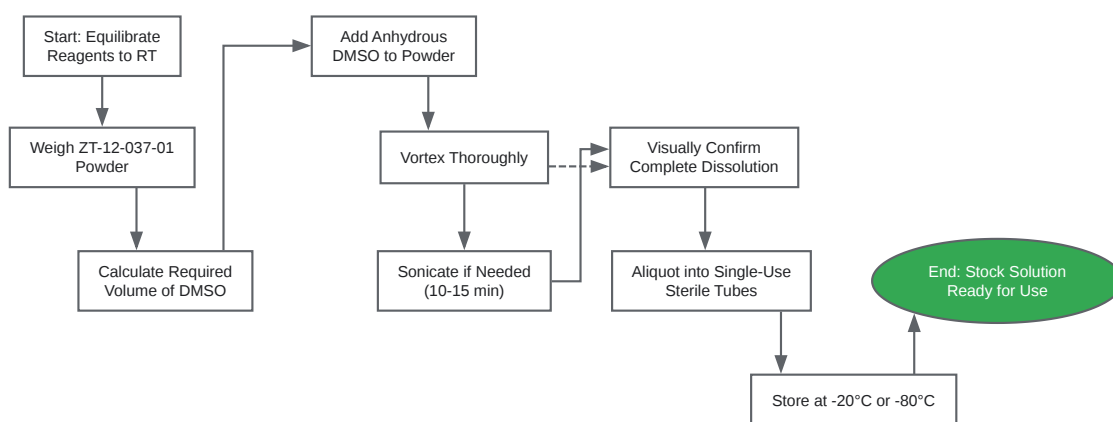 Start: Equilibrate
Reagents to RT
Weigh ZT-12-037-01
Powder
Calculate Required
Volume of DMSO
Add Anhydrous
DMSO to Powder
Vortex Thoroughly
Sonicate if Needed
(10-15 min)
Visually Confirm
Complete Dissolution
Aliquot into Single-Use
Sterile Tubes
Store at -20°C or -80°C
End: Stock Solution
Ready for Use